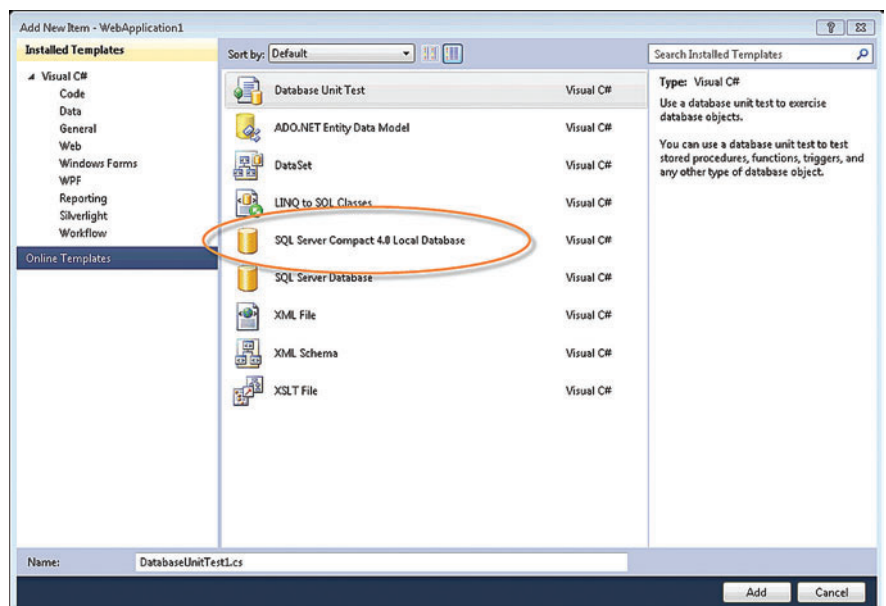 Add New Item - WebApplication1
Installed Templates
Visual C#
Code
Data
General
Web
Windows Forms
WPF
Reporting
Silverlight
Workflow
Online Templates
Sort by: Default
Database Unit Test Visual C#
ADO.NET Entity Data Model Visual C#
DataSet Visual C#
LINQ to SQL Classes Visual C#
SQL Server Compact 4.0 Local Database Visual C#
SQL Server Database Visual C#
XML File Visual C#
XML Schema Visual C#
XSLT File Visual C#
Search Installed Templates
Type: Visual C#
Use a database unit test to exercise
database objects.
You can use a database unit test to test
stored procedures, functions, triggers, and
any other type of database object.
Name: DatabaseUnitTest1.cs
Add Cancel